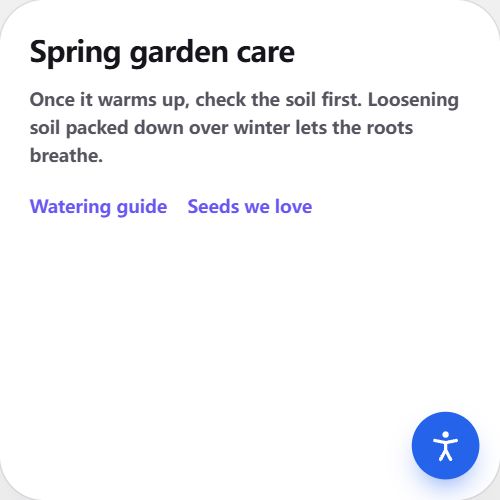 Spring garden care
Once it warms up, check the soil first. Loosening
soil packed down over winter lets the roots
breathe.
Watering guide Seeds we love